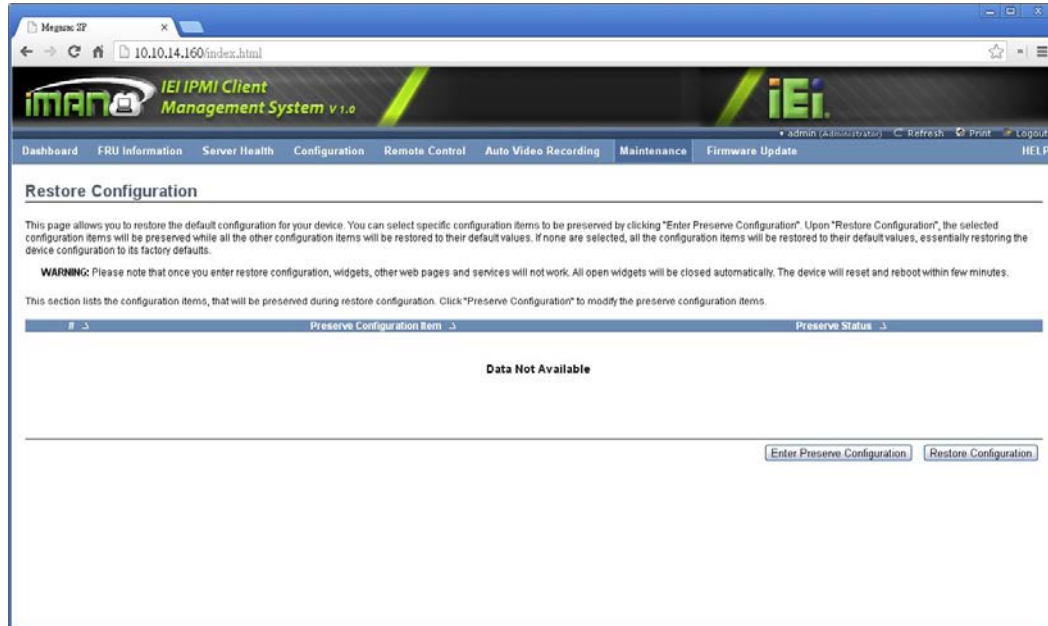 Megarac SP
10.10.14.160/index.html
iMAN
IEI IPMI Client
Management System v 1.0
iEi.
admin (Administrator) Refresh Print Logout
Dashboard FRU Information Server Health Configuration Remote Control Auto Video Recording Maintenance Firmware Update HELP
Restore Configuration
This page allows you to restore the default configuration for your device. You can select specific configuration items to be preserved by clicking "Enter Preserve Configuration". Upon "Restore Configuration", the selected
configuration items will be preserved while all the other configuration items will be restored to their default values. If none are selected, all the configuration items will be restored to their default values, essentially restoring the
device configuration to its factory defaults.
WARNING: Please note that once you enter restore configuration, widgets, other web pages and services will not work. All open widgets will be closed automatically. The device will reset and reboot within few minutes.
This section lists the configuration items, that will be preserved during restore configuration. Click "Preserve Configuration" to modify the preserve configuration items.
# Preserve Configuration Item Preserve Status
Data Not Available
Enter Preserve Configuration Restore Configuration